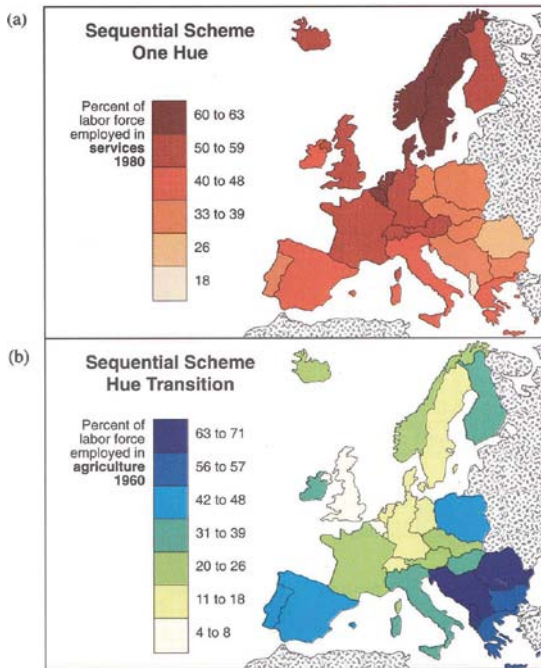 (a)
Sequential Scheme
One Hue
Percent of
labor force
employed in
services
1980
60 to 63
50 to 59
40 to 48
33 to 39
26
18
(b)
Sequential Scheme
Hue Transition
Percent of
labor force
employed in
agriculture
1960
63 to 71
56 to 57
42 to 48
31 to 39
20 to 26
11 to 18
4 to 8